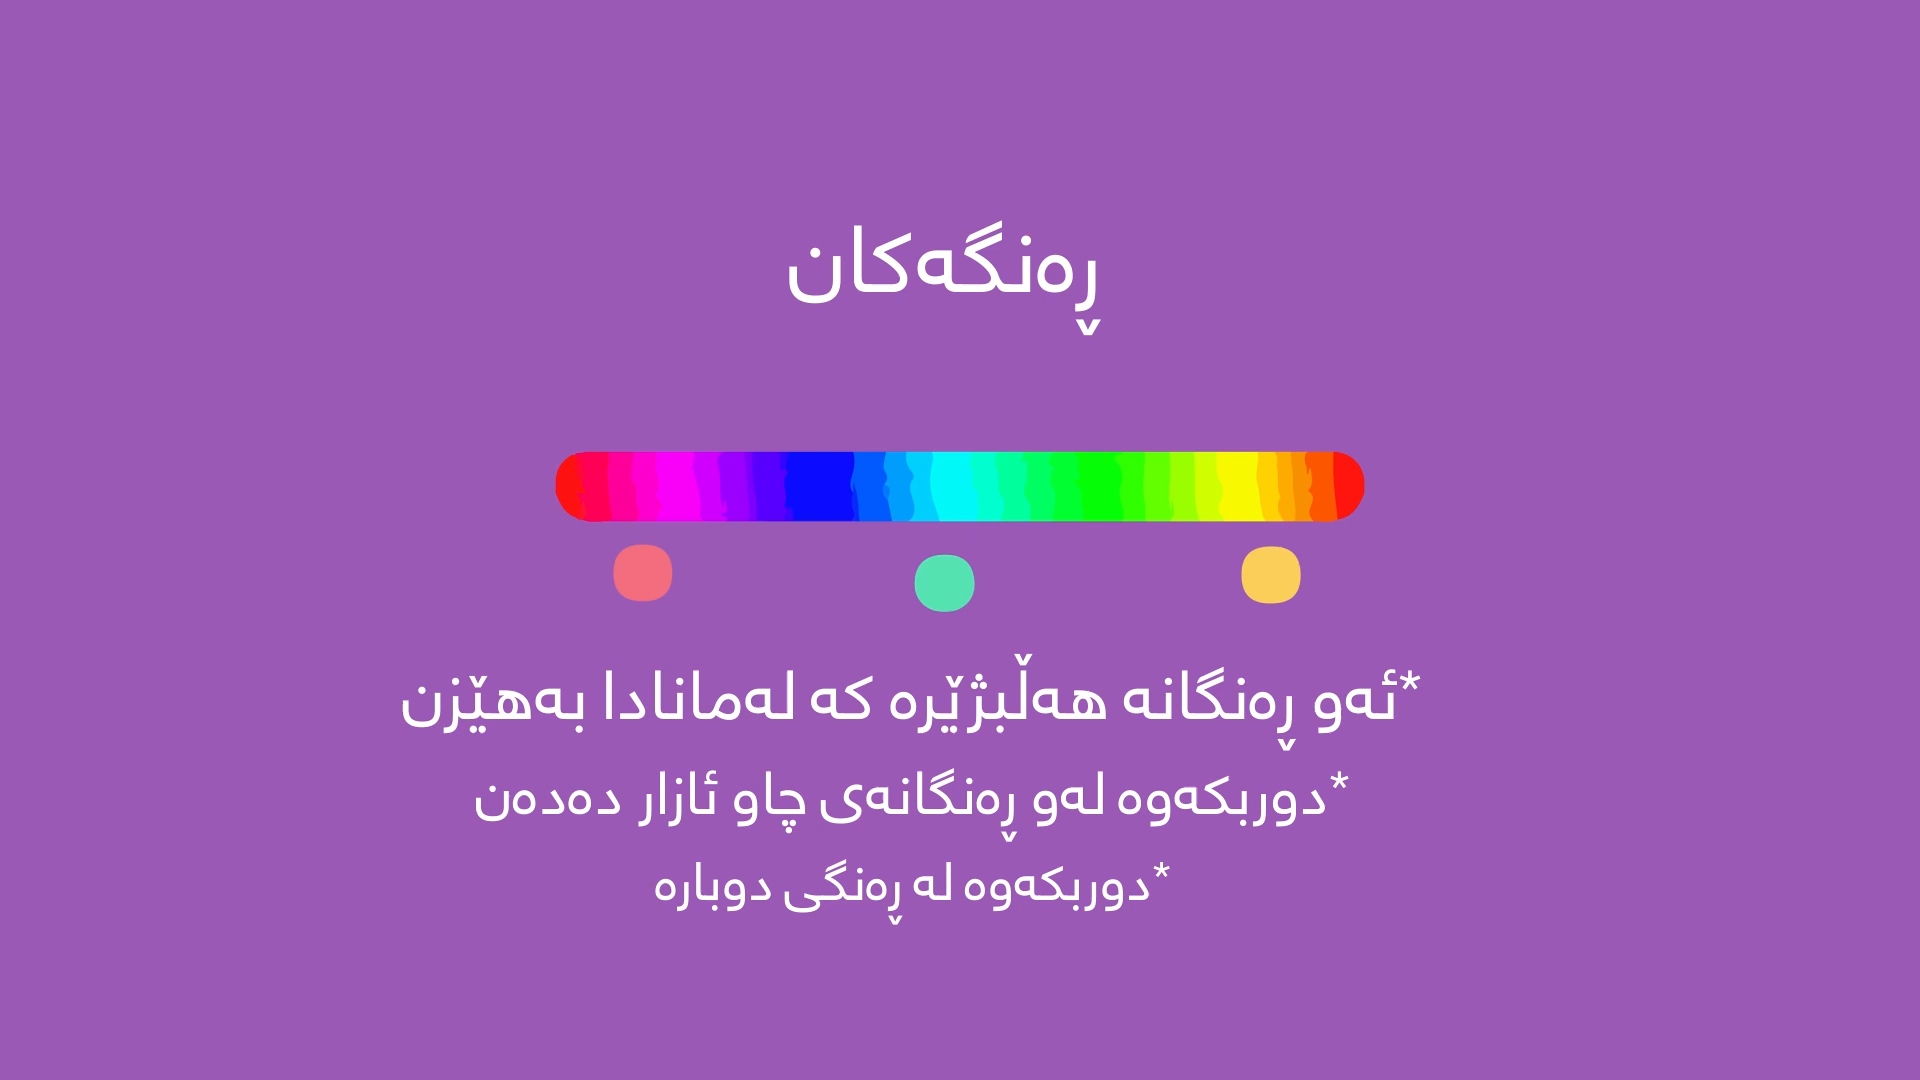 ڕەنگەکان
*ئەو ڕەنگانە هەڵبژێرە کە لەمانادا بەهێزن
*دوربکەوە لەو ڕەنگانەی چاو ئازار دەدەن
*دوربکەوە لە ڕەنگی دوبارە